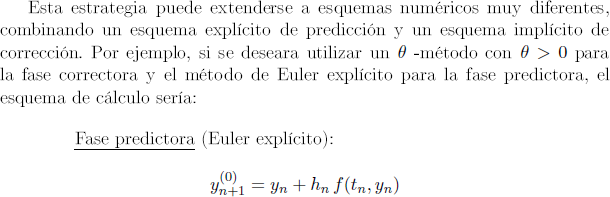 Esta estrategia puede extenderse a esquemas numéricos muy diferentes,
combinando un esquema explícito de predicción y un esquema implícito de
corrección. Por ejemplo, si se deseara utilizar un θ -método con θ > 0 para
la fase correctora y el método de Euler explícito para la fase predictora, el
esquema de cálculo sería:
Fase predictora (Euler explícito):
y_{n+1}^{(0)} = y_n + h_n f(t_n, y_n)